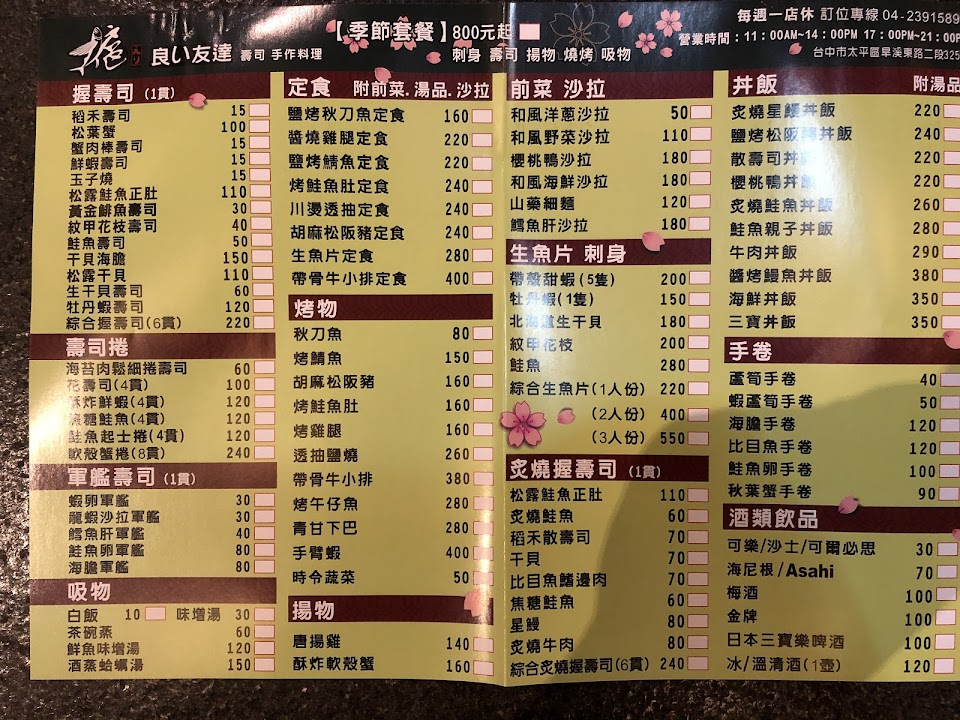 握 良い友達 壽司 手作料理
【季節套餐】800元起
刺身 壽司 揚物 燒烤 吸物
每週一店休 訂位專線 04-2391589
營業時間：11：00AM~14：00PM 17：00PM~21：00P
台中市太平區旱溪東路二段325
握壽司 (1貫)
稻禾壽司 15
松葉蟹 100
蟹肉棒壽司 15
鮮蝦壽司 15
玉子燒 15
松露鮭魚正肚 110
黃金鯡魚壽司 30
紋甲花枝壽司 40
鮭魚壽司 50
干貝海膽 150
松露干貝 110
生干貝壽司 60
牡丹蝦壽司 120
綜合握壽司(6貫) 220
壽司捲
海苔肉鬆細捲壽司 60
花壽司(4貫) 100
酥炸鮮蝦(4貫) 120
焦糖鮭魚(4貫) 120
鮭魚起士捲(4貫) 120
軟殼蟹捲(8貫) 240
軍艦壽司 (1貫)
蝦卵軍艦 30
龍蝦沙拉軍艦 30
鱈魚肝軍艦 40
鮭魚卵軍艦 80
海膽軍艦 80
吸物
白飯 10 味增湯 30
茶碗蒸 60
鮮魚味增湯 120
酒蒸蛤蠣湯 150
定食 附前菜.湯品.沙拉
鹽烤秋刀魚定食 160
醬燒雞腿定食 220
鹽烤鯖魚定食 220
烤鮭魚肚定食 240
川燙透抽定食 240
胡麻松阪豬定食 240
生魚片定食 280
帶骨牛小排定食 400
烤物
秋刀魚 80
烤鯖魚 150
胡麻松阪豬 160
烤鮭魚肚 160
烤雞腿 160
透抽鹽燒 260
帶骨牛小排 380
烤午仔魚 280
青甘下巴 280
手臂蝦 400
時令蔬菜 50
揚物
唐揚雞 140
酥炸軟殼蟹 160
前菜 沙拉
和風洋蔥沙拉 50
和風野菜沙拉 110
櫻桃鴨沙拉 180
和風海鮮沙拉 180
山藥細麵 120
鱈魚肝沙拉 180
生魚片 刺身
帶殼甜蝦(5隻) 200
牡丹蝦(1隻) 150
北海道生干貝 180
紋甲花枝 200
鮭魚 280
綜合生魚片(1人份) 220
(2人份) 400
(3人份) 550
炙燒握壽司 (1貫)
松露鮭魚正肚 110
炙燒鮭魚 60
稻禾散壽司 70
干貝 70
比目魚鰭邊肉 70
焦糖鮭魚 60
星鰻 80
炙燒牛肉 80
綜合炙燒握壽司(6貫) 240
丼飯 附湯品
炙燒星鰻丼飯 220
鹽烤松阪豬丼飯 240
散壽司丼飯 220
櫻桃鴨丼飯 220
炙燒鮭魚丼飯 260
鮭魚親子丼飯 280
牛肉丼飯 290
醬烤鰻魚丼飯 380
海鮮丼飯 350
三寶丼飯 350
手卷
蘆筍手卷 40
蝦蘆筍手卷 50
海膽手卷 120
比目魚手卷 120
鮭魚卵手卷 100
秋葉蟹手卷 90
酒類飲品
可樂/沙士/可爾必思 30
海尼根/Asahi 70
梅酒 100
金牌 100
日本三寶樂啤酒 100
冰/溫清酒(1壺) 120